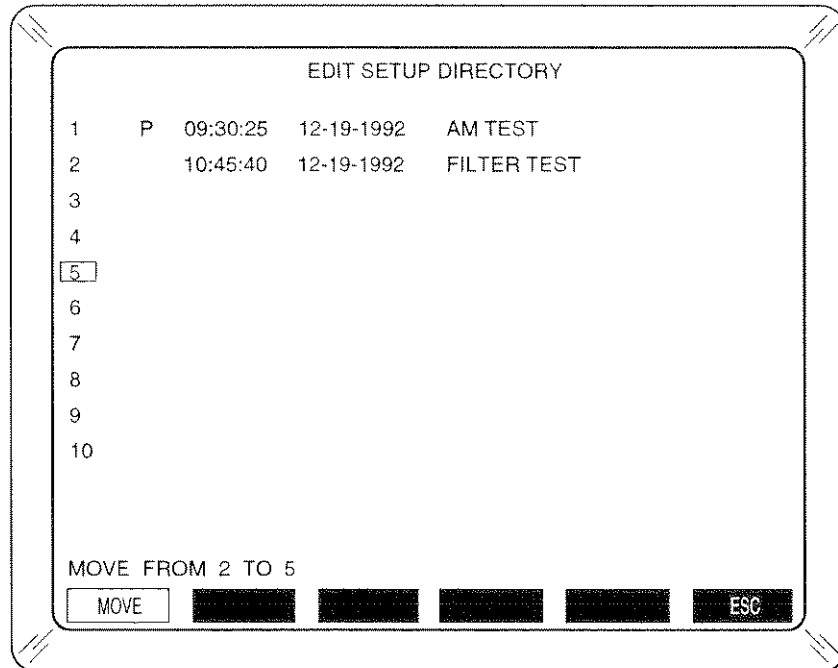 EDIT SETUP DIRECTORY
1 P 09:30:25 12-19-1992 AM TEST
2 10:45:40 12-19-1992 FILTER TEST
3
4
5
6
7
8
9
10
MOVE FROM 2 TO 5
MOVE ESC